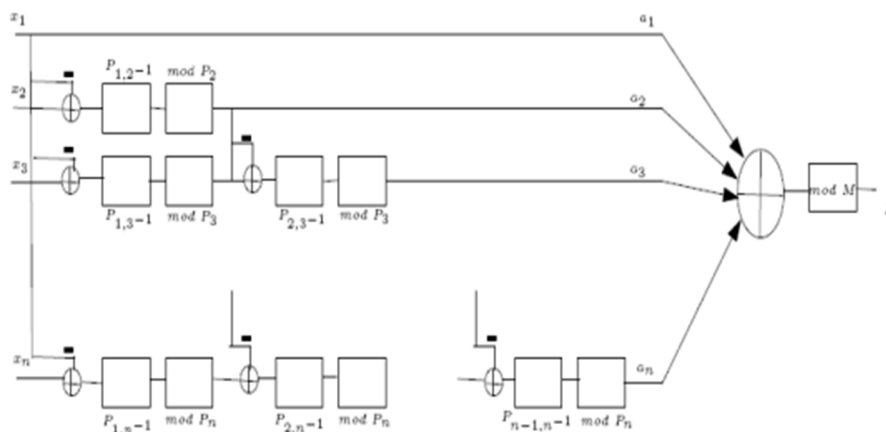 x1 a1
P1,2-1 mod P2
x2 a2
x3 a3
P1,3-1 mod P3 P2,3-1 mod P3
mod M
xn an
P1,n-1 mod Pn P2,n-1 mod Pn Pn-1,n-1 mod Pn